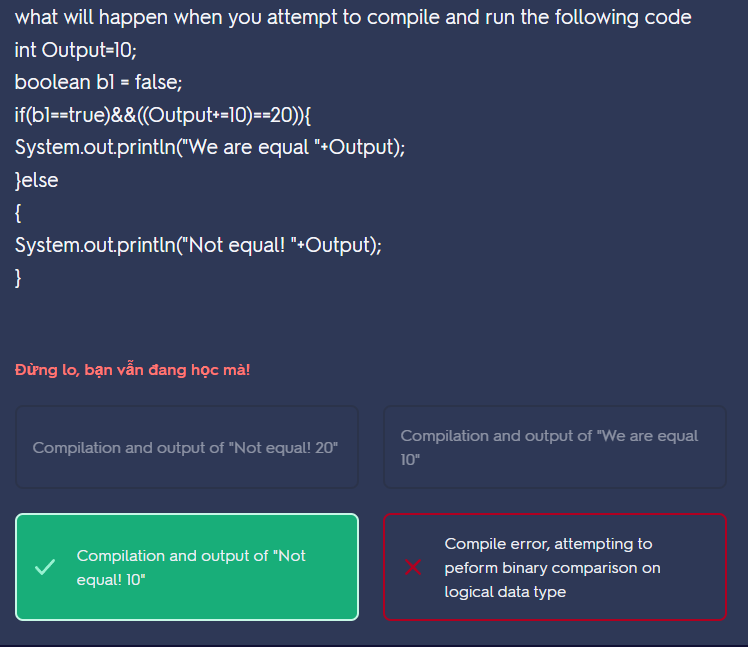 what will happen when you attempt to compile and run the following code
int Output=10;
boolean b1 = false;
if(b1==true)&&((Output+=10)==20)){
System.out.println("We are equal "+Output);
}else
{
System.out.println("Not equal! "+Output);
}
Đừng lo, bạn vẫn đang học mà!
Compilation and output of "Not equal! 20"
Compilation and output of "We are equal
10"
Compilation and output of "Not
equal! 10"
Compile error, attempting to
peform binary comparison on
logical data type